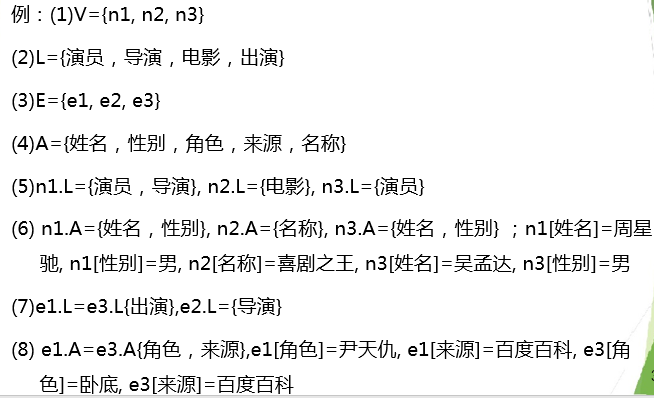 例：(1)V={n1, n2, n3}
(2)L={演员，导演，电影，出演}
(3)E={e1, e2, e3}
(4)A={姓名，性别，角色，来源，名称}
(5)n1.L={演员，导演}, n2.L={电影}, n3.L={演员}
(6) n1.A={姓名，性别}, n2.A={名称}, n3.A={姓名，性别} ；n1[姓名]=周星
驰, n1[性别]=男, n2[名称]=喜剧之王, n3[姓名]=吴孟达, n3[性别]=男
(7)e1.L=e3.L{出演},e2.L={导演}
(8) e1.A=e3.A{角色，来源},e1[角色]=尹天仇, e1[来源]=百度百科, e3[角
色]=卧底, e3[来源]=百度百科